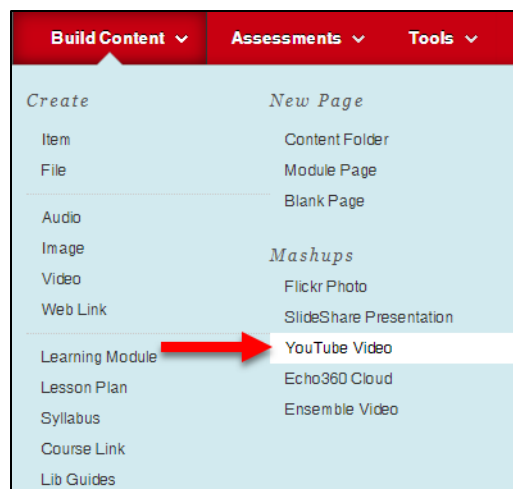 Build Content Assessments Tools
Create
Item
File
Audio
Image
Video
Web Link
Learning Module
Lesson Plan
Syllabus
Course Link
Lib Guides
New Page
Content Folder
Module Page
Blank Page
Mashups
Flickr Photo
SlideShare Presentation
YouTube Video
Echo360 Cloud
Ensemble Video